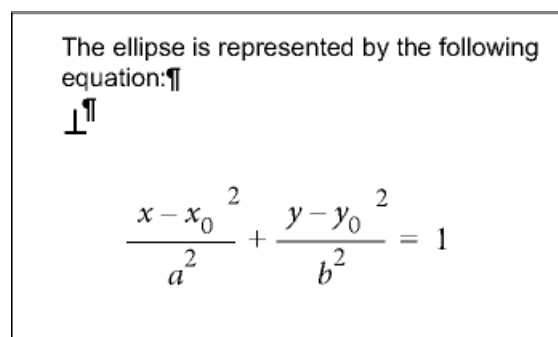 The ellipse is represented by the following
equation:¶
⊥¶
x – x₀ ² / a² + y – y₀ ² / b² = 1